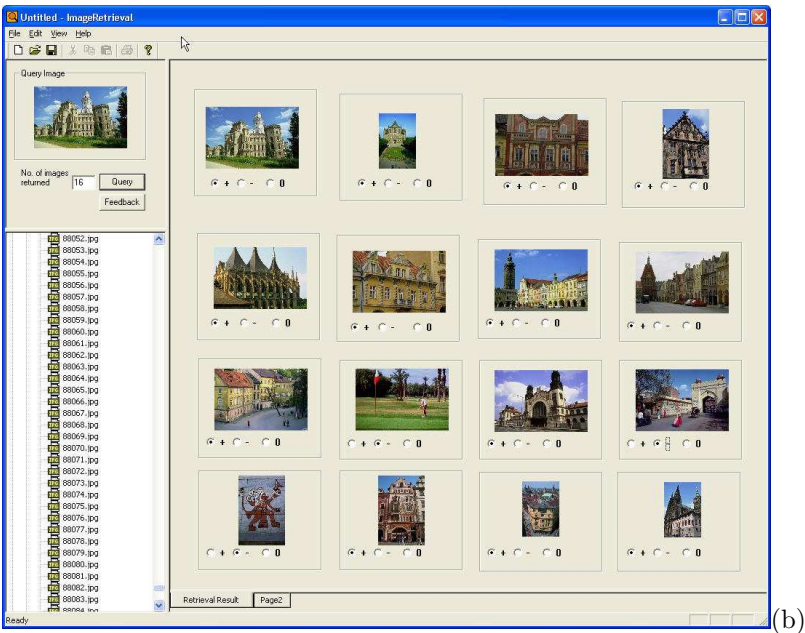 Untitled - ImageRetrieval
File Edit View Help
Query Image
No. of images
returned 16 Query
Feedback
+ - 0 + - 0 + - 0 + - 0
+ - 0 + - 0 + - 0 + - 0
+ - 0 + - 0 + - 0 + - 0
+ - 0 + - 0 + - 0 + - 0
88052.jpg
88053.jpg
88054.jpg
88055.jpg
88056.jpg
88057.jpg
88058.jpg
88059.jpg
88060.jpg
88061.jpg
88062.jpg
88063.jpg
88064.jpg
88065.jpg
88066.jpg
88067.jpg
88068.jpg
88069.jpg
88070.jpg
88071.jpg
88072.jpg
88073.jpg
88074.jpg
88075.jpg
88076.jpg
88077.jpg
88078.jpg
88079.jpg
88080.jpg
88081.jpg
88082.jpg
88083.jpg
88084.jpg
Retrieval Result Page2
Ready
(b)